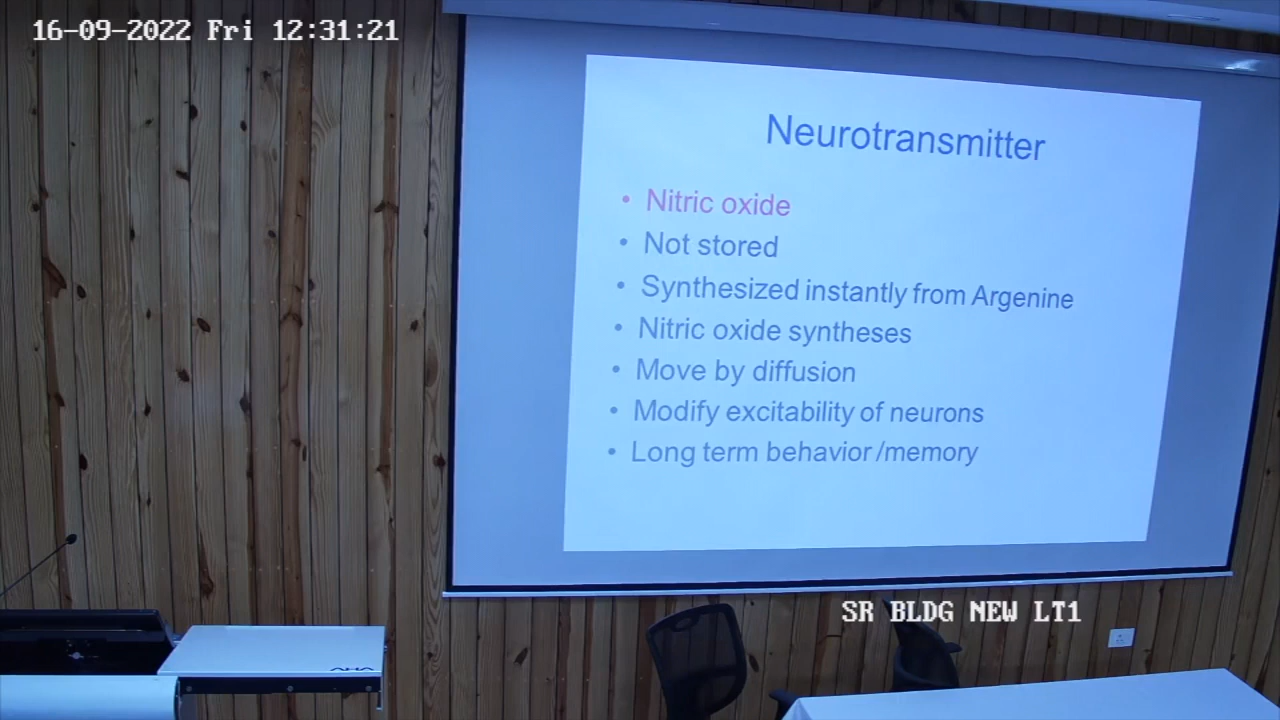 16-09-2022 Fri 12:31:21
Neurotransmitter
• Nitric oxide
• Not stored
• Synthesized instantly from Argenine
• Nitric oxide syntheses
• Move by diffusion
• Modify excitability of neurons
• Long term behavior /memory
SR BLDG NEW LT1
AHA